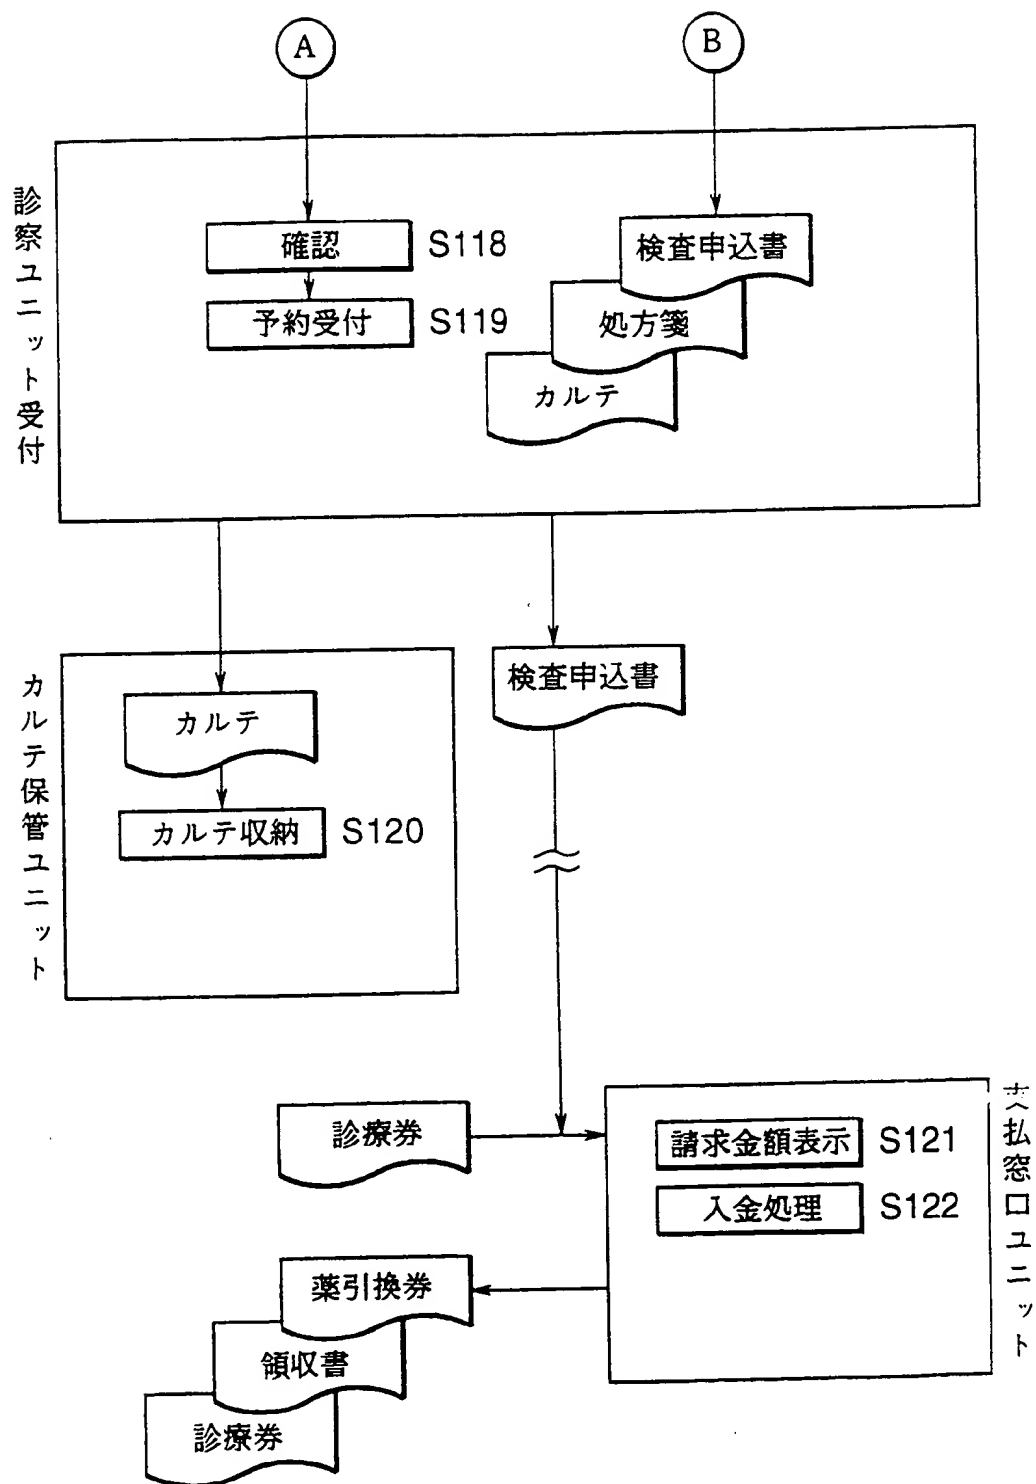 A
B
診察ユニット受付
確認 S118
予約受付 S119
検査申込書
処方箋
カルテ
カルテ保管ユニット
カルテ
カルテ収納 S120
検査申込書
診療券
支払窓口ユニット
請求金額表示 S121
入金処理 S122
薬引換券
領収書
診療券